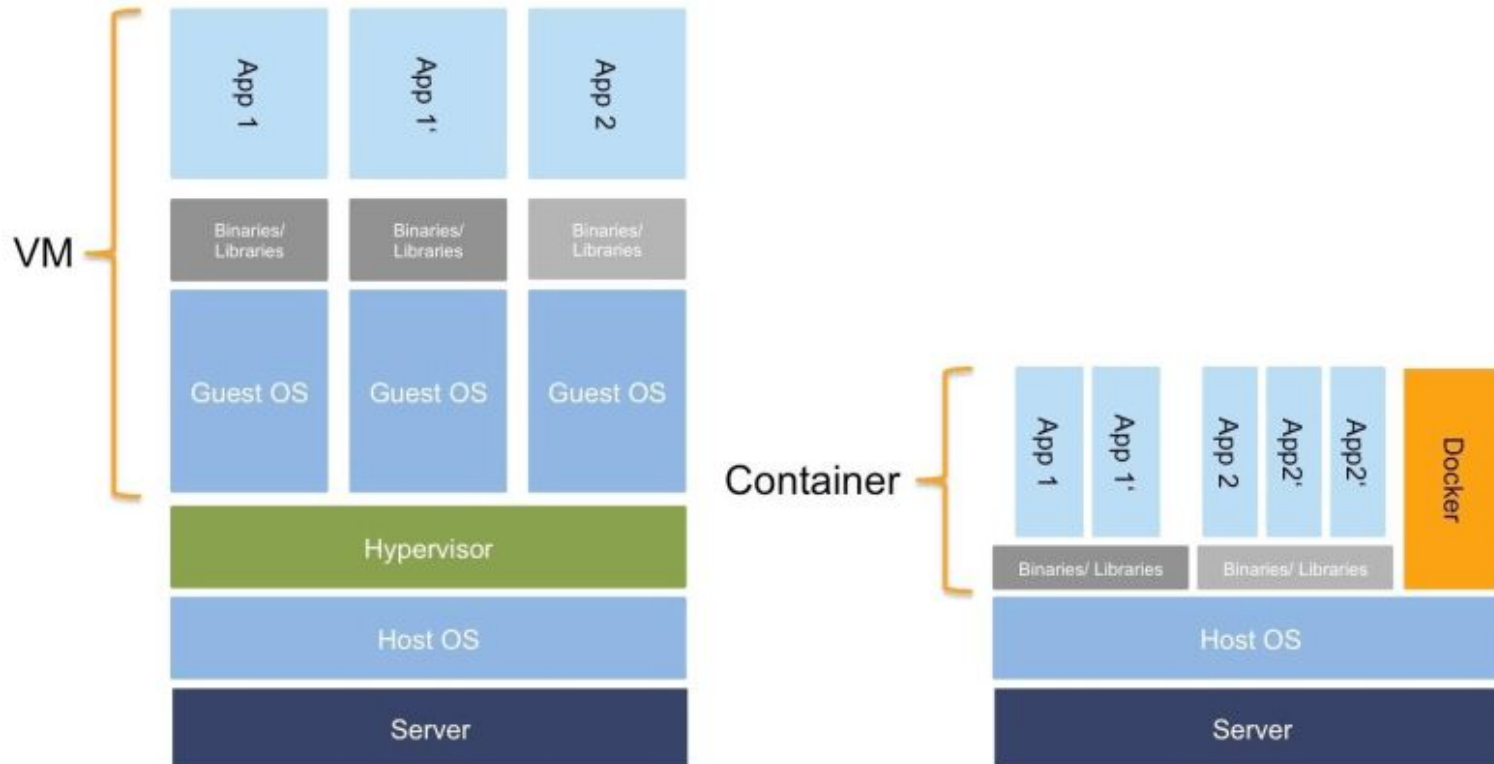 VM
App 1
App 1‘
App 2
Binaries/
Libraries
Binaries/
Libraries
Binaries/
Libraries
Guest OS
Guest OS
Guest OS
Hypervisor
Host OS
Server
Container
App 1
App 1‘
App 2
App2‘
App2‘
Docker
Binaries/ Libraries
Binaries/ Libraries
Host OS
Server